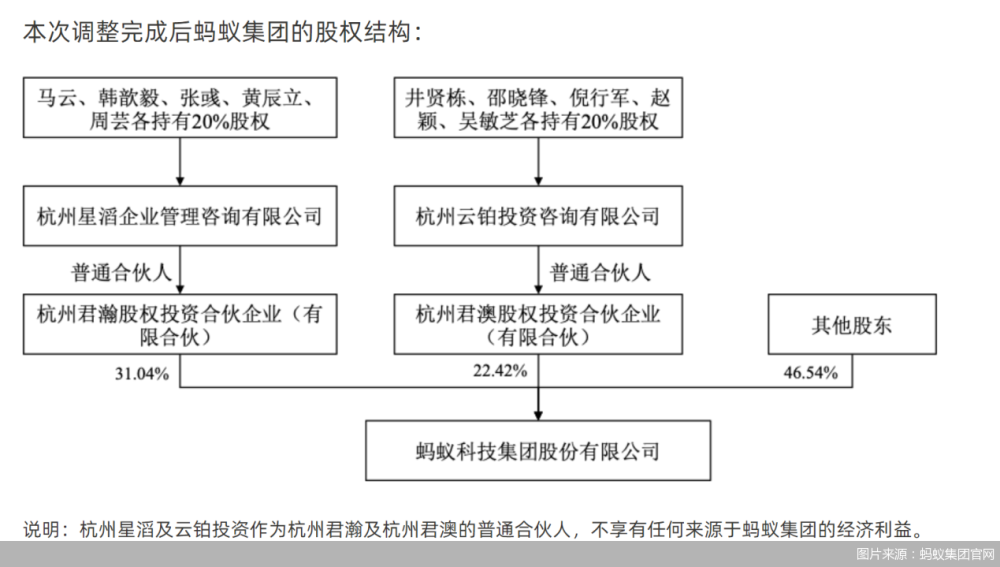 本次调整完成后蚂蚁集团的股权结构：
马云、韩歆毅、张彧、黄辰立、
周芸各持有20%股权
井贤栋、邵晓锋、倪行军、赵
颖、吴敏芝各持有20%股权
杭州星滔企业管理咨询有限公司
杭州云铂投资咨询有限公司
普通合伙人
普通合伙人
杭州君瀚股权投资合伙企业（有
限合伙）
杭州君澳股权投资合伙企业
（有限合伙）
其他股东
31.04%
22.42%
46.54%
蚂蚁科技集团股份有限公司
说明：杭州星滔及云铂投资作为杭州君瀚及杭州君澳的普通合伙人，不享有任何来源于蚂蚁集团的经济利益。
图片来源：蚂蚁集团官网